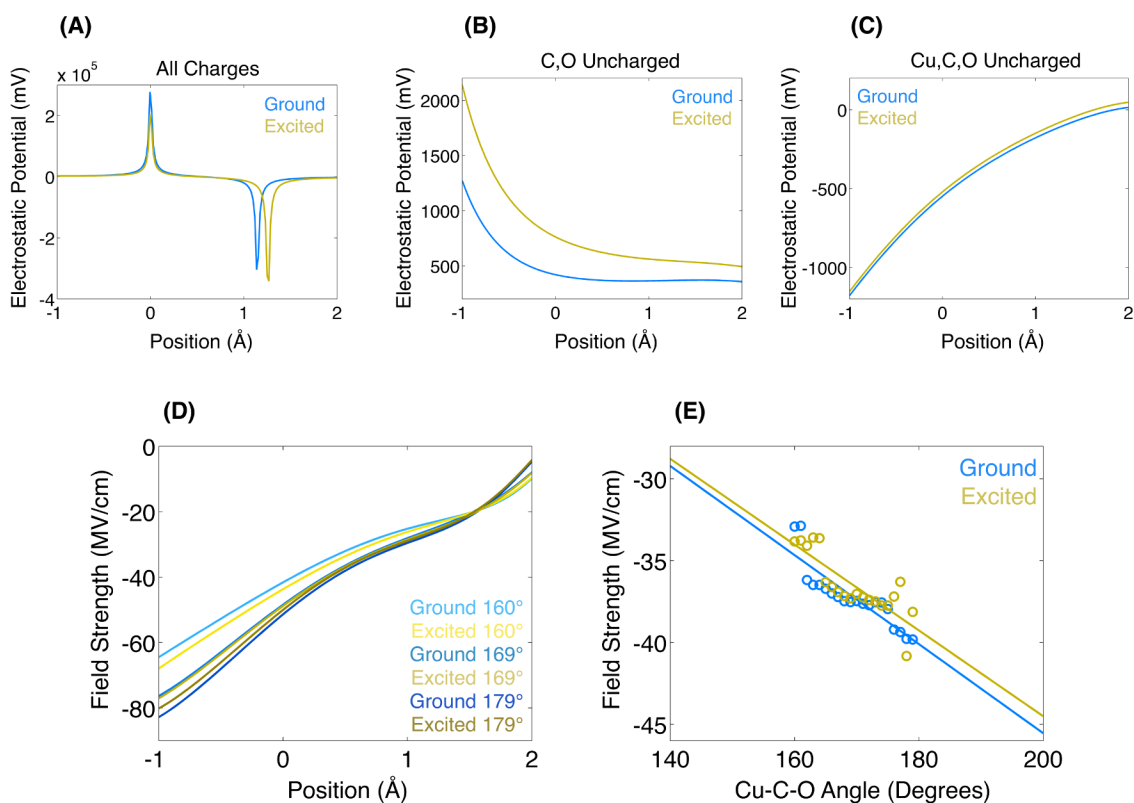 (A)
(B)
(C)
All Charges
C,O Uncharged
Cu,C,O Uncharged
x 10^5
Electrostatic Potential (mV)
2
0
-2
-4
Ground
Excited
-1
0
1
2
Position (Å)
Electrostatic Potential (mV)
2000
1500
1000
500
Ground
Excited
-1
0
1
2
Position (Å)
Electrostatic Potential (mV)
0
-500
-1000
Ground
Excited
-1
0
1
2
Position (Å)
(D)
Field Strength (MV/cm)
0
-20
-40
-60
-80
Ground 160°
Excited 160°
Ground 169°
Excited 169°
Ground 179°
Excited 179°
-1
0
1
2
Position (Å)
(E)
Field Strength (MV/cm)
-30
-35
-40
-45
Ground
Excited
140
160
180
200
Cu-C-O Angle (Degrees)